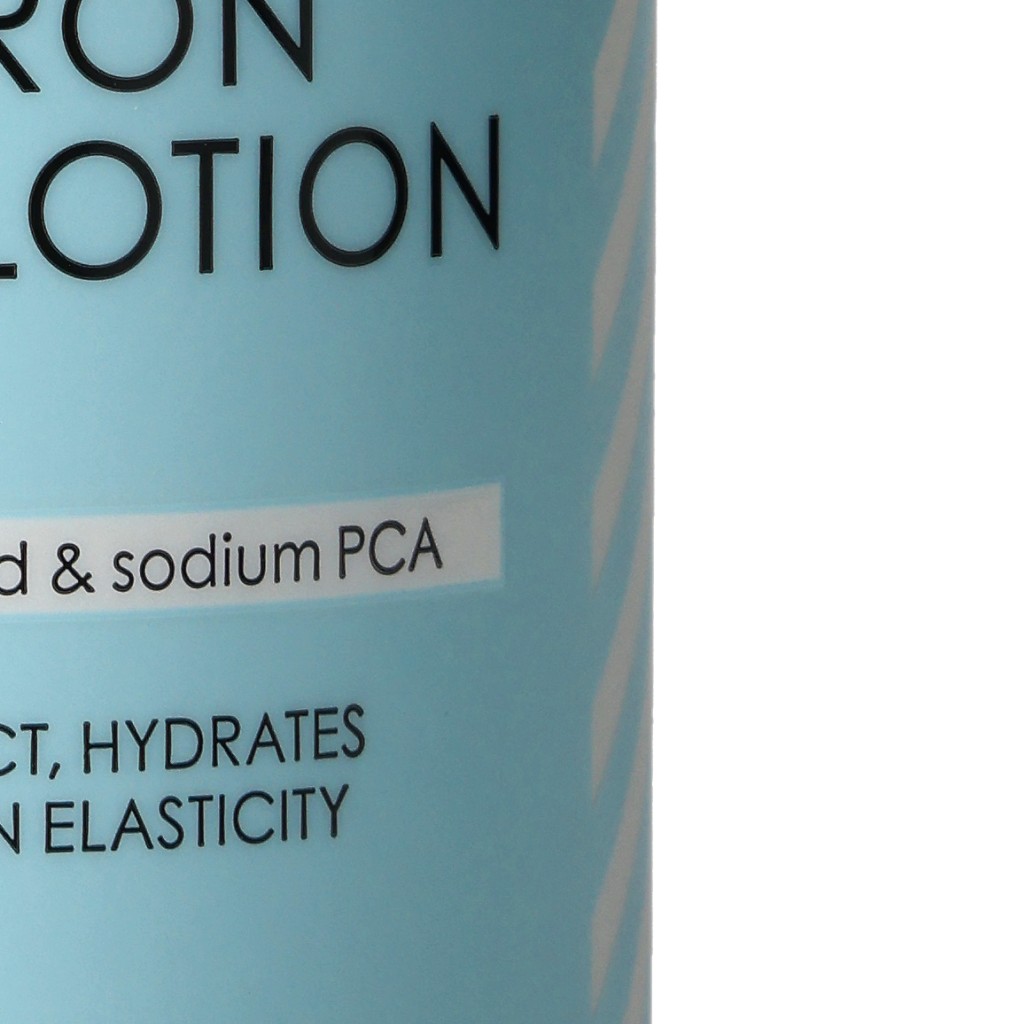 RON
LOTION
d & sodium PCA
CT, HYDRATES
N ELASTICITY